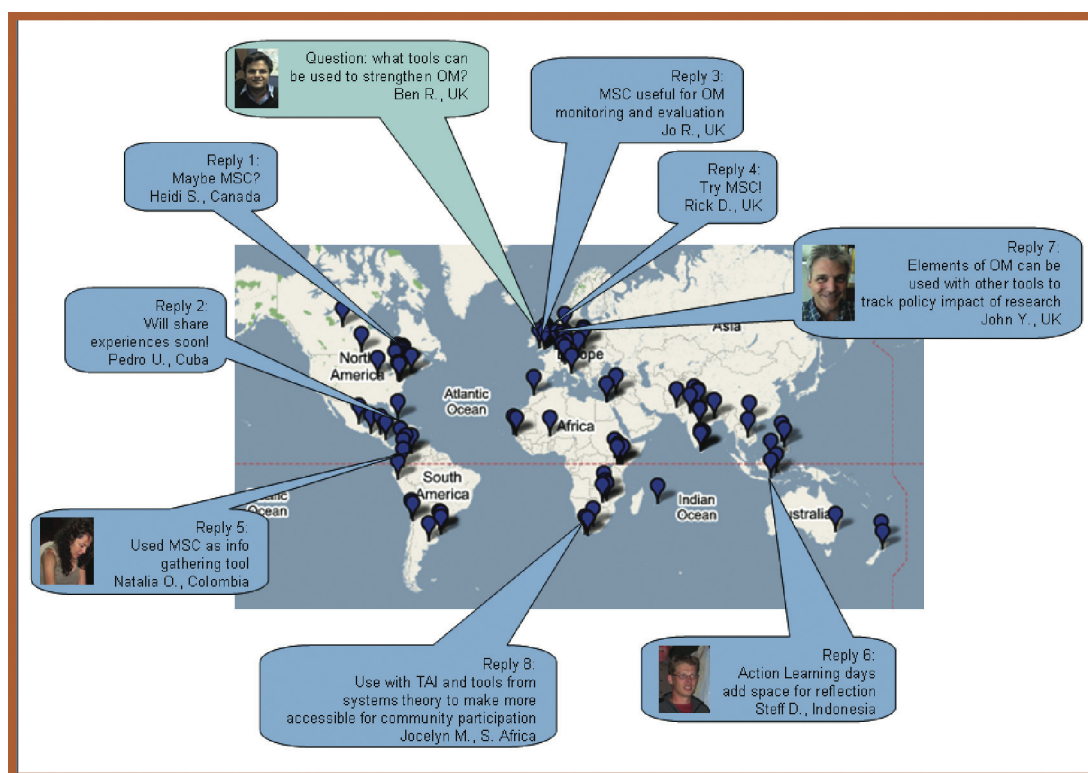 Question: what tools can
be used to strengthen OM?
Ben R., UK
Reply 3:
MSC useful for OM
monitoring and evaluation
Jo R., UK
Reply 1:
Maybe MSC?
Heidi S., Canada
Reply 4:
Try MSC!
Rick D., UK
Reply 7:
Elements of OM can be
used with other tools to
track policy impact of research
John Y., UK
Reply 2:
Will share
experiences soon!
Pedro U., Cuba
North
America
Atlantic
Ocean
Europe
Asia
Africa
South
America
Indian
Ocean
Ocean
ustralia
Reply 5:
Used MSC as info
gathering tool
Natalia O., Colombia
Reply 8:
Use with TAI and tools from
systems theory to make more
accessible for community participation
Jocelyn M., S. Africa
Reply 6:
Action Learning days
add space for reflection
Steff D., Indonesia